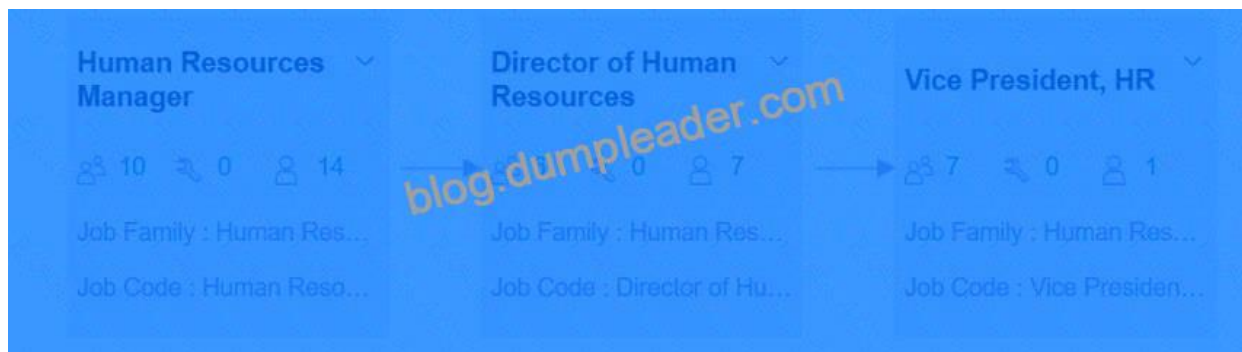 Human Resources
Manager
10 0 14
Job Family : Human Res...
Job Code : Human Reso...
Director of Human
Resources
6 0 7
Job Family : Human Res...
Job Code : Director of Hu...
Vice President, HR
7 0 1
Job Family : Human Res...
Job Code : Vice Presiden...
blog.dumpleader.com